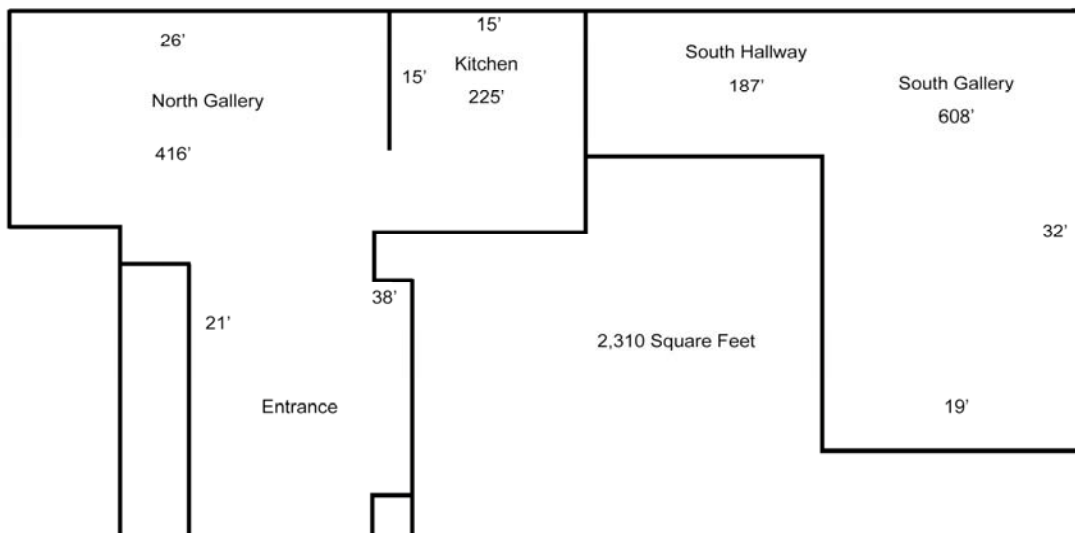 26’
North Gallery
416’
15’
15’
Kitchen
225’
South Hallway
187’
South Gallery
608’
32’
19’
21’
38’
Entrance
2,310 Square Feet